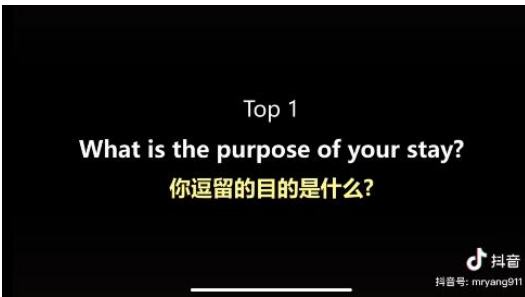 Top 1
What is the purpose of your stay?
你逗留的目的是什么?
抖音
抖音号: mryang911